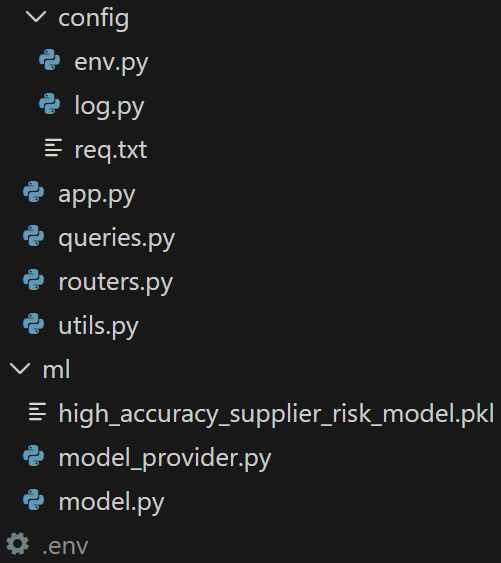 config
env.py
log.py
req.txt
app.py
queries.py
routers.py
utils.py
ml
high_accuracy_supplier_risk_model.pkl
model_provider.py
model.py
.env